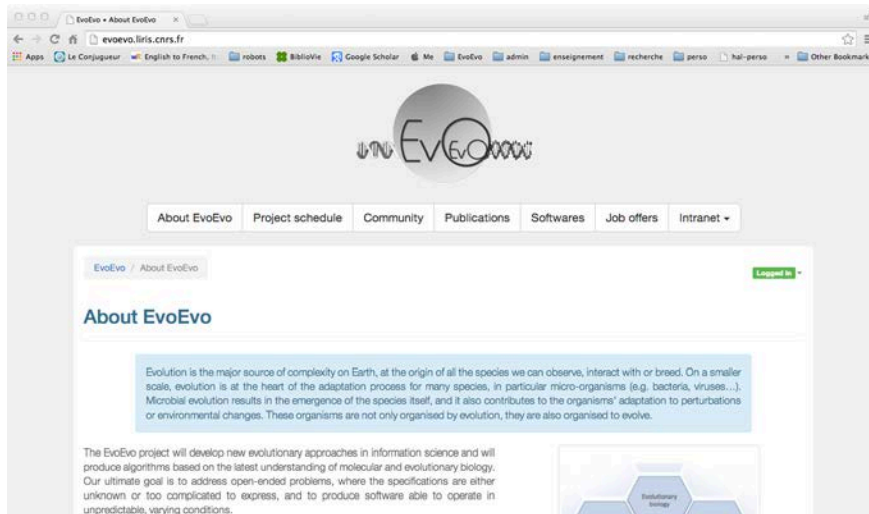 EvoEvo • About EvoEvo
evoevo.liris.cnrs.fr
Apps Le Conjugueur English to French, robots BiblioVie Google Scholar Me EvoEvo admin enseignement recherche perso hal-perso » Other Bookmark
EvoEvo
About EvoEvo Project schedule Community Publications Softwares Job offers Intranet
EvoEvo / About EvoEvo
Logged in
About EvoEvo
Evolution is the major source of complexity on Earth, at the origin of all the species we can observe, interact with or breed. On a smaller
scale, evolution is at the heart of the adaptation process for many species, in particular micro-organisms (e.g. bacteria, viruses...).
Microbial evolution results in the emergence of the species itself, and it also contributes to the organisms' adaptation to perturbations
or environmental changes. These organisms are not only organised by evolution, they are also organised to evolve.
The EvoEvo project will develop new evolutionary approaches in information science and will
produce algorithms based on the latest understanding of molecular and evolutionary biology.
Our ultimate goal is to address open-ended problems, where the specifications are either
unknown or too complicated to express, and to produce software able to operate in
unpredictable, varying conditions.
Evolutionary
biology